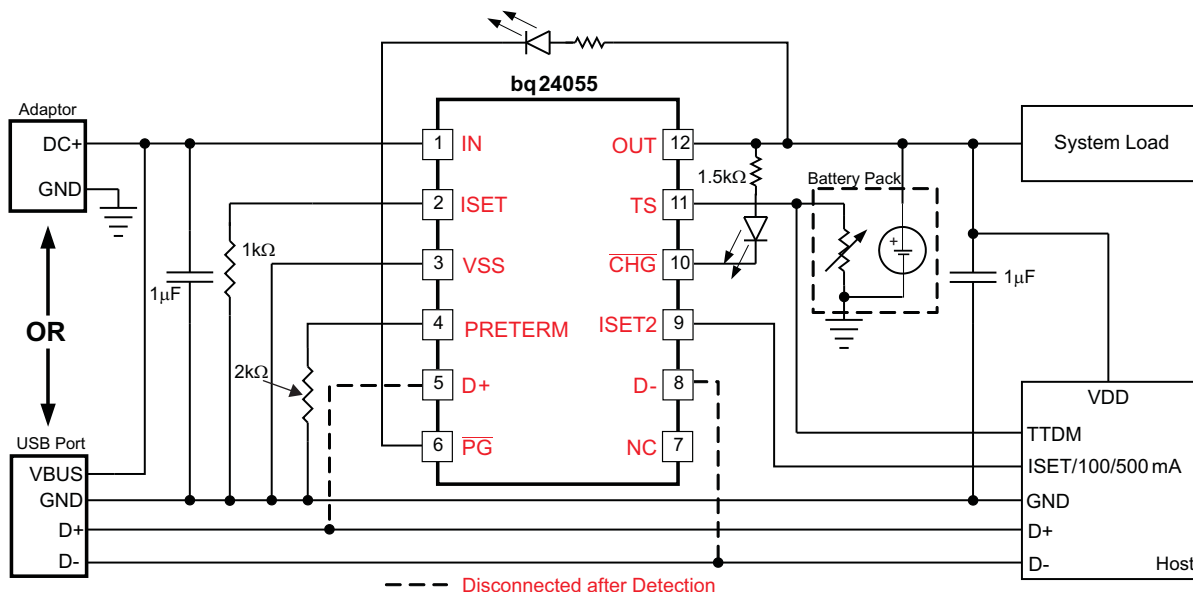 bq24055
Adaptor
DC+
GND
OR
USB Port
VBUS
GND
D+
D-
1μF
1kΩ
2kΩ
1 IN
2 ISET
3 VSS
4 PRETERM
5 D+
6 PG
12 OUT
11 TS
10 CHG
9 ISET2
8 D-
7 NC
1.5kΩ
Battery Pack
+
1μF
System Load
VDD
TTDM
ISET/100/500 mA
GND
D+
D-
Host
Disconnected after Detection